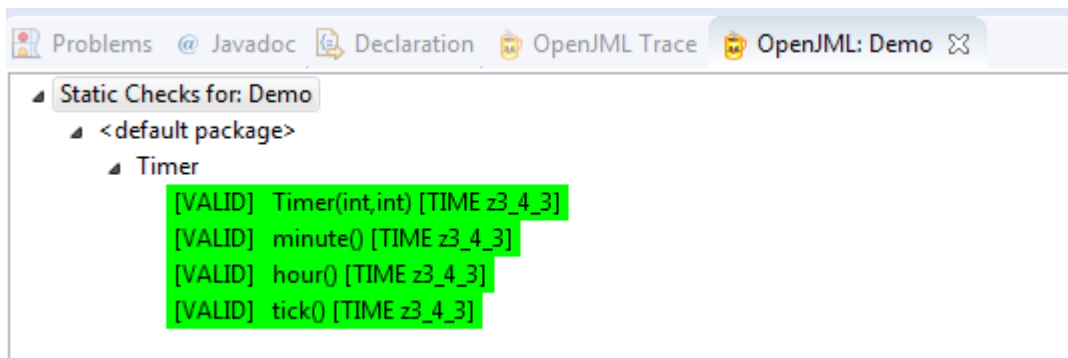 Problems @ Javadoc Declaration OpenJML Trace OpenJML: Demo
Static Checks for: Demo
<default package>
Timer
[VALID] Timer(int,int) [TIME z3_4_3]
[VALID] minute() [TIME z3_4_3]
[VALID] hour() [TIME z3_4_3]
[VALID] tick() [TIME z3_4_3]